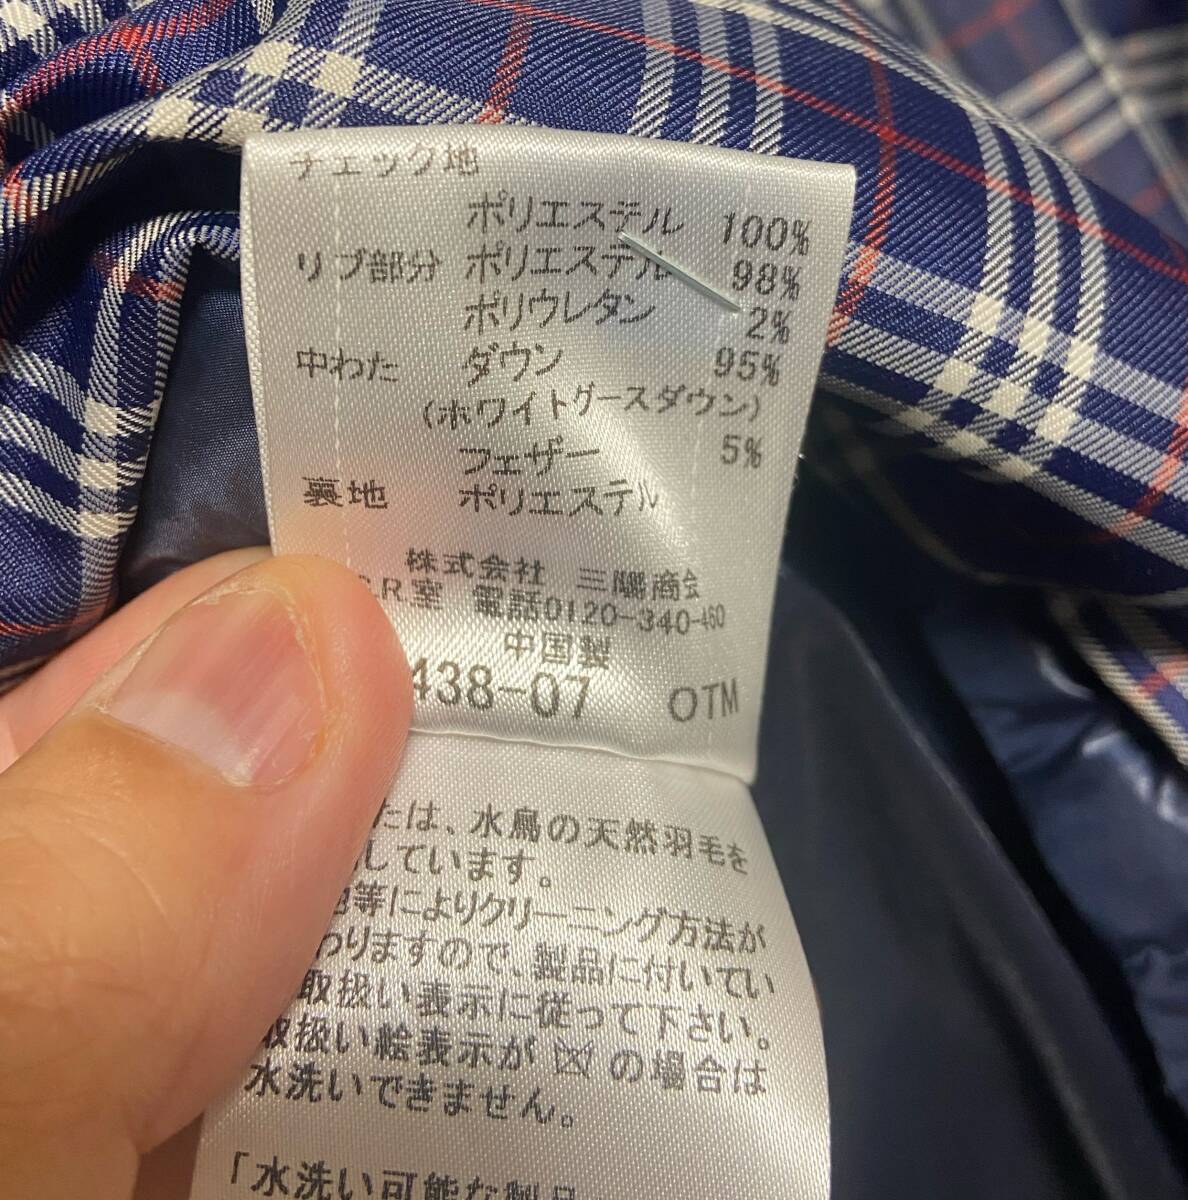 チェック地
ポリエステル 100%
リブ部分 ポリエステル 98%
ポリウレタン 2%
中わた ダウン 95%
(ホワイトグースダウン)
フェザー 5%
裏地 ポリエステル
株式会社 三陽商会
.R.室 電話0120-340-460
中国製
438-07 OTM
たは、水鳥の天然羽毛を
しています。
等によりクリーニング方法が
わりますので、製品に付いてい
取扱い表示に従って下さい。
取扱い絵表示が の場合は
水洗いできません。
「水洗い可能な製品